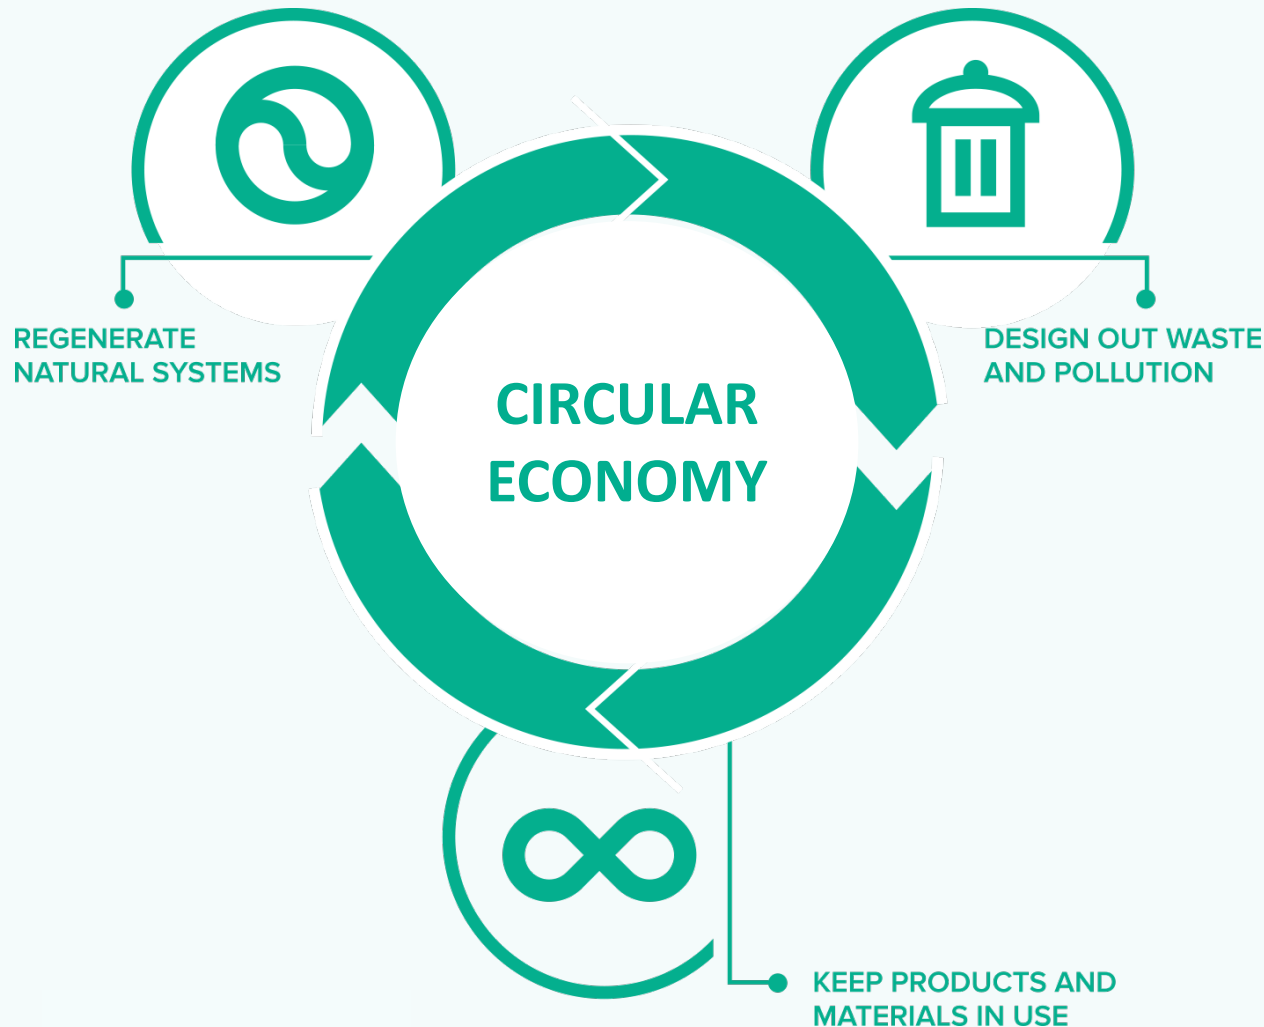 REGENERATE
NATURAL SYSTEMS
DESIGN OUT WASTE
AND POLLUTION
CIRCULAR
ECONOMY
KEEP PRODUCTS AND
MATERIALS IN USE